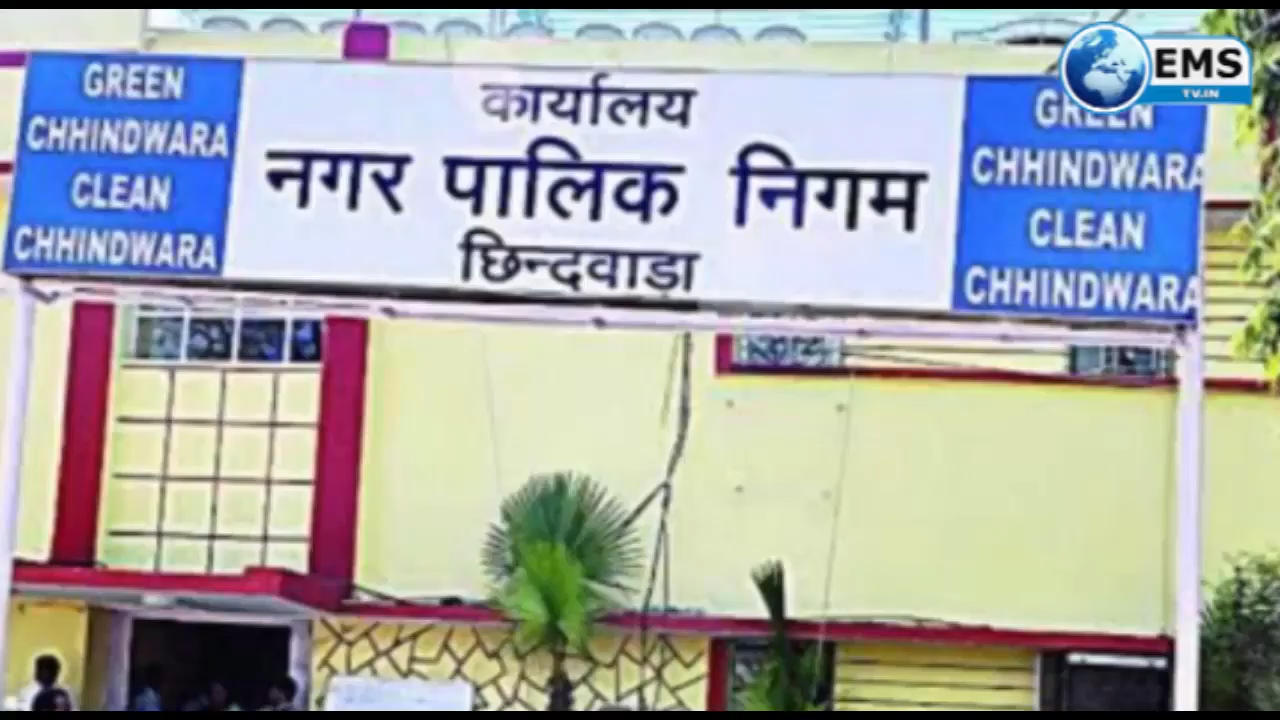 GREEN
CHHINDWARA
CLEAN
CHHINDWARA
कार्यालय
नगर पालिक निगम
छिन्दवाडा
GREEN
CHHINDWARA
CLEAN
CHHINDWARA
EMS
TV.IN